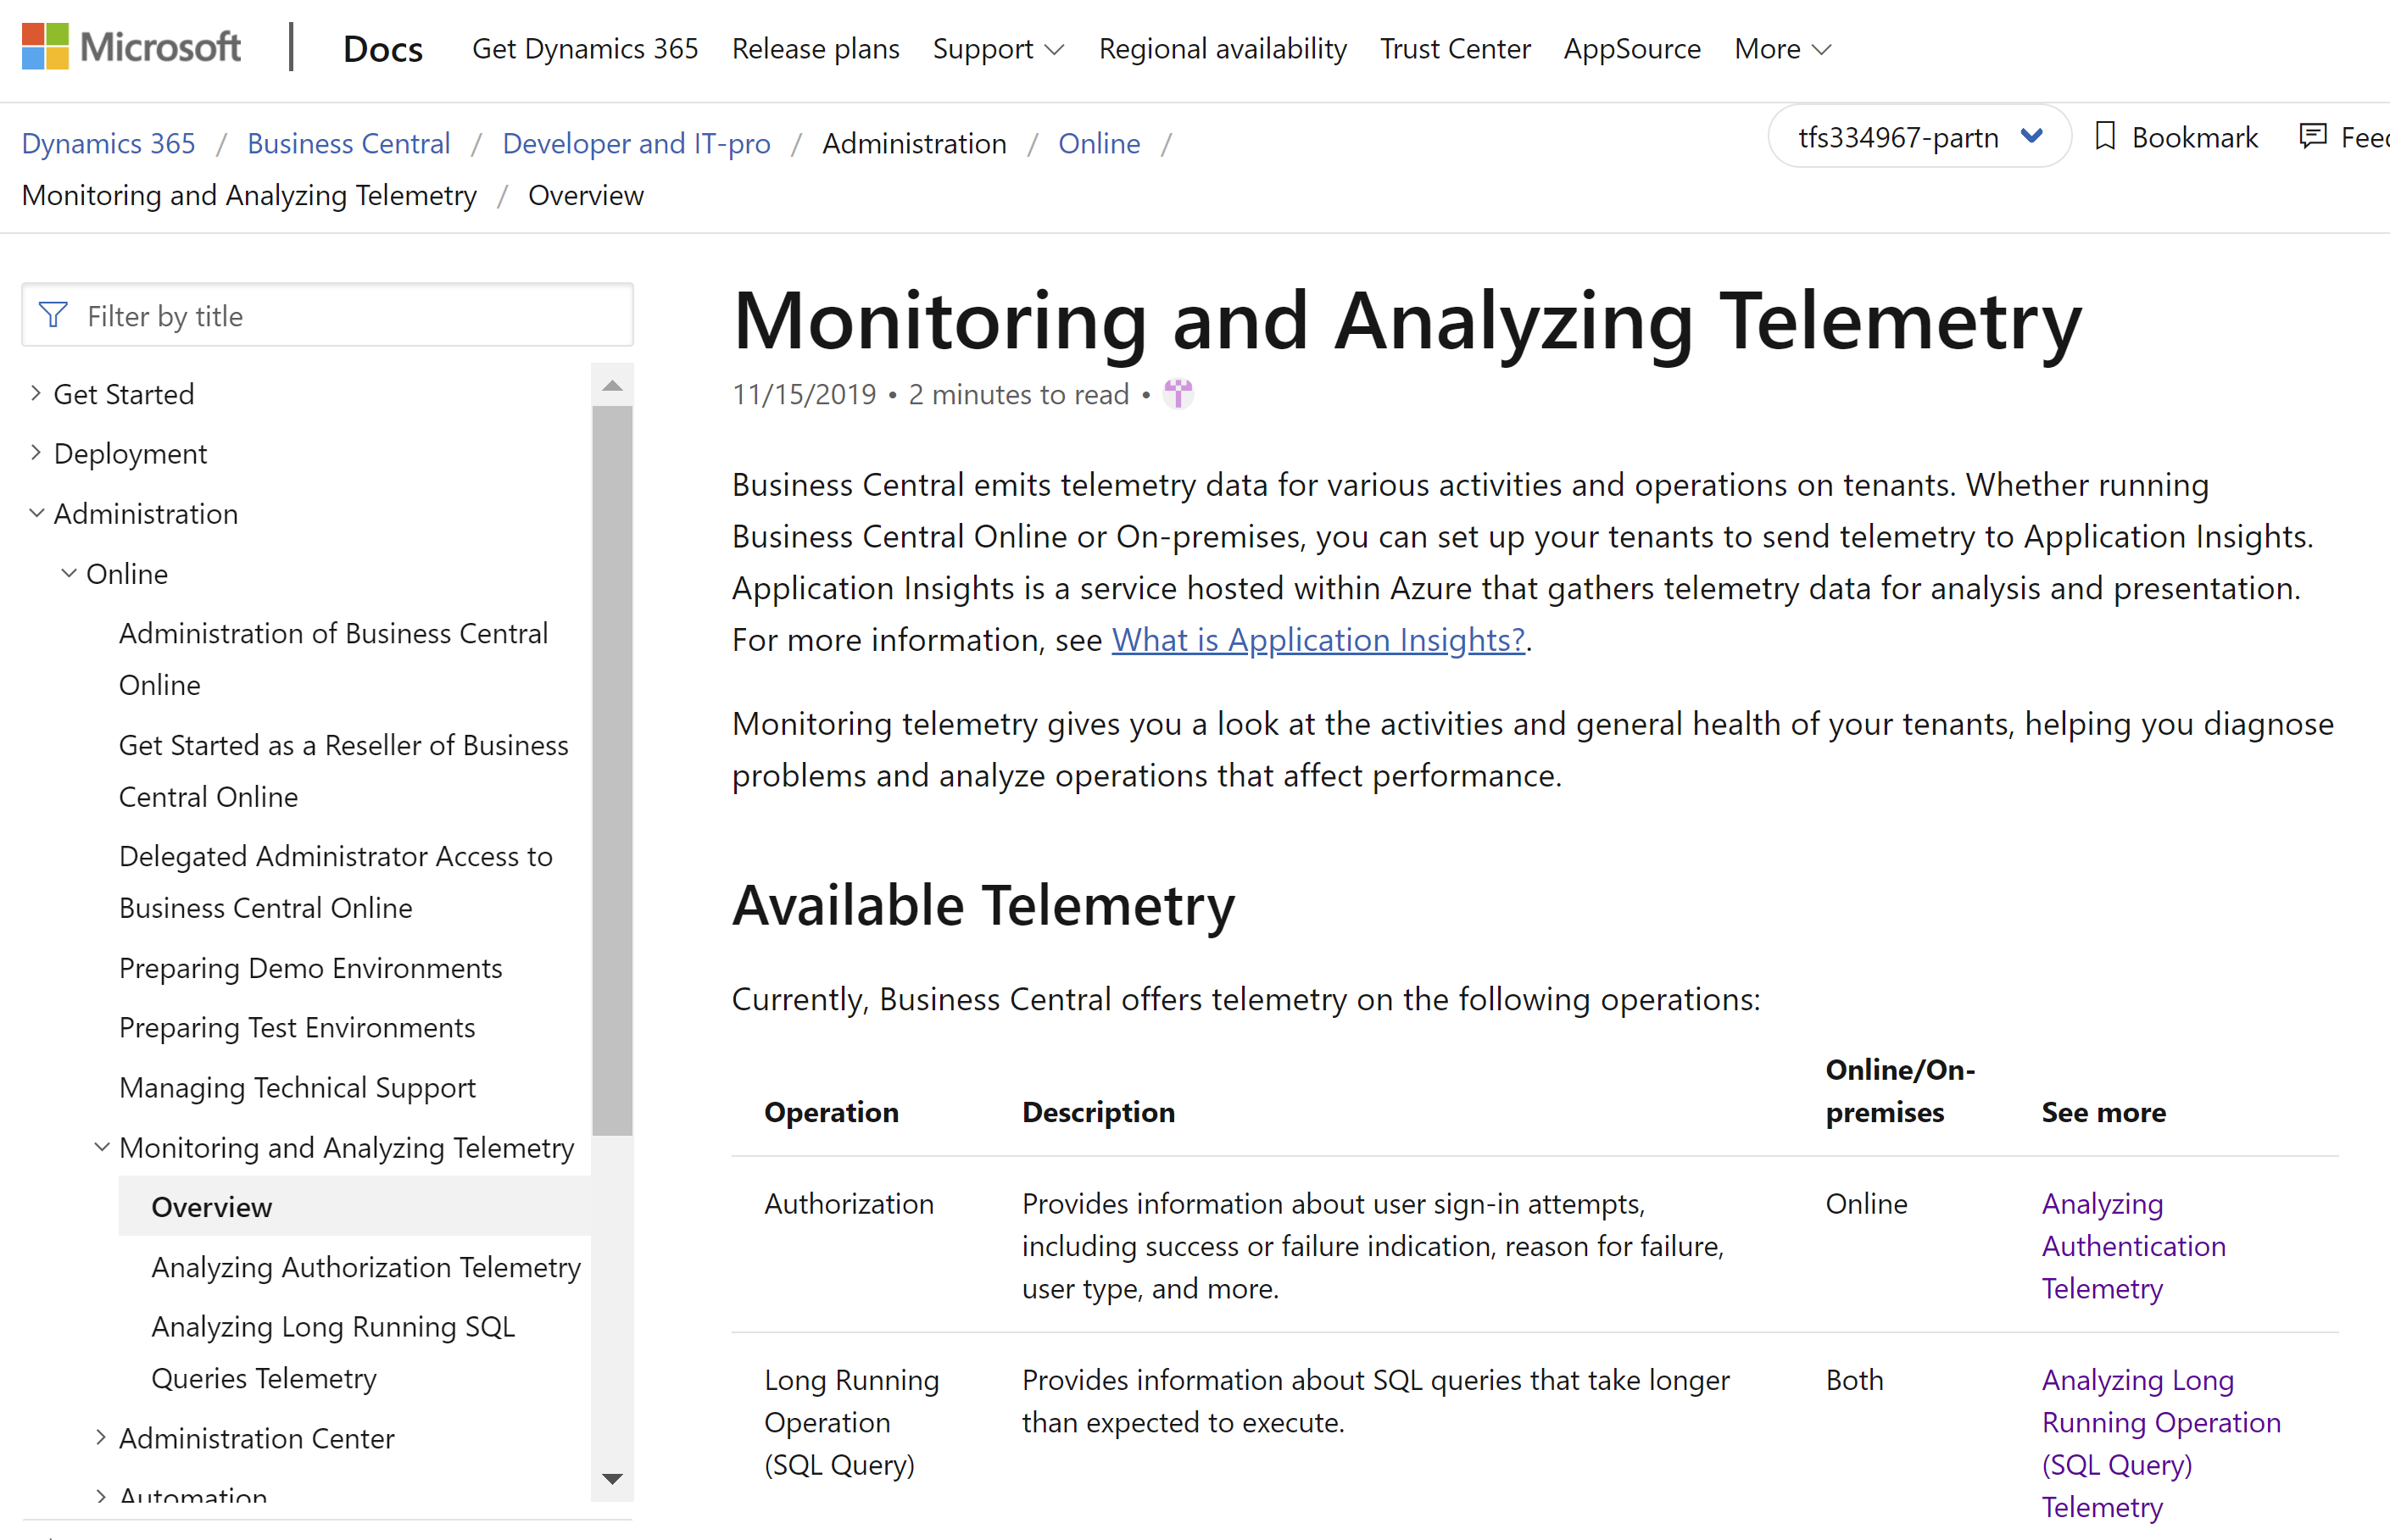 Microsoft
Docs
Get Dynamics 365
Release plans
Support
Regional availability
Trust Center
AppSource
More
Dynamics 365 / Business Central / Developer and IT-pro / Administration / Online /
Monitoring and Analyzing Telemetry / Overview
tfs334967-partn
Bookmark
Feec
Filter by title
Get Started
Deployment
Administration
Online
Administration of Business Central
Online
Get Started as a Reseller of Business
Central Online
Delegated Administrator Access to
Business Central Online
Preparing Demo Environments
Preparing Test Environments
Managing Technical Support
Monitoring and Analyzing Telemetry
Overview
Analyzing Authorization Telemetry
Analyzing Long Running SQL
Queries Telemetry
Administration Center
Automation
Monitoring and Analyzing Telemetry
11/15/2019 • 2 minutes to read •
Business Central emits telemetry data for various activities and operations on tenants. Whether running
Business Central Online or On-premises, you can set up your tenants to send telemetry to Application Insights.
Application Insights is a service hosted within Azure that gathers telemetry data for analysis and presentation.
For more information, see What is Application Insights?.
Monitoring telemetry gives you a look at the activities and general health of your tenants, helping you diagnose
problems and analyze operations that affect performance.
Available Telemetry
Currently, Business Central offers telemetry on the following operations:
Operation
Description
Online/On-
premises
See more
Authorization
Provides information about user sign-in attempts,
including success or failure indication, reason for failure,
user type, and more.
Online
Analyzing
Authentication
Telemetry
Long Running
Operation
(SQL Query)
Provides information about SQL queries that take longer
than expected to execute.
Both
Analyzing Long
Running Operation
(SQL Query)
Telemetry